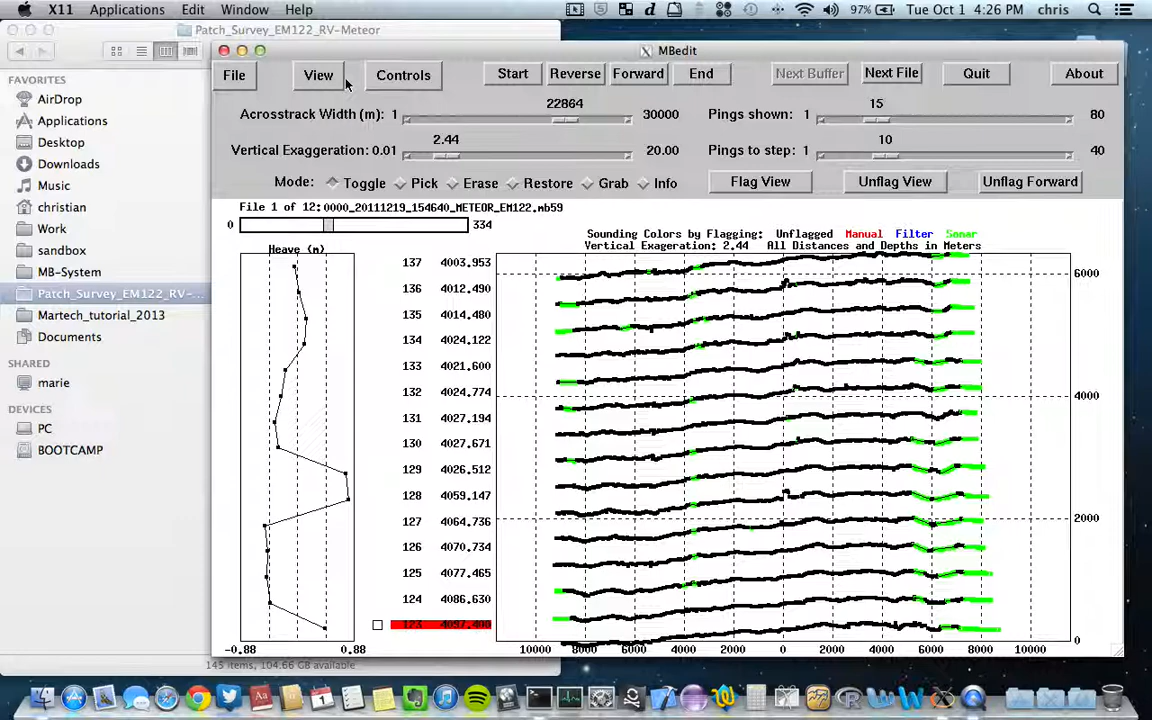 X11 Applications Edit Window Help 97% Tue Oct 1 4:26 PM chris
Patch_Survey_EM122_RV-Meteor
MBedit
File View Controls Start Reverse Forward End Next Buffer Next File Quit About
22864 15
Acrosstrack Width (m): 1 30000 Pings shown: 1 80
2.44 10
Vertical Exaggeration: 0.01 20.00 Pings to step: 1 40
Mode: Toggle Pick Erase Restore Grab Info Flag View Unflag View Unflag Forward
File 1 of 12:0000_20111219_154640_METEOR_EM122.mb59
0 334
Sounding Colors by Flagging: Unflagged Manual Filter Sonar
Vertical Exageration: 2.44 All Distances and Depths in Meters
Heave (m)
137 4003.953
136 4012.490
135 4014.480
134 4024.122
133 4021.600
132 4024.774
131 4027.194
130 4027.671
129 4026.512
128 4059.147
127 4064.736
126 4070.734
125 4077.465
124 4086.630
123 4097.400
6000
4000
2000
0
-0.88 0.88
10000 8000 6000 4000 2000 0 2000 4000 6000 8000 10000
FAVORITES
AirDrop
Applications
Desktop
Downloads
Music
christian
Work
sandbox
MB-System
Patch_Survey_EM122_RV-...
Martech_tutorial_2013
Documents
SHARED
marie
DEVICES
PC
BOOTCAMP
145 items, 104.66 GB available